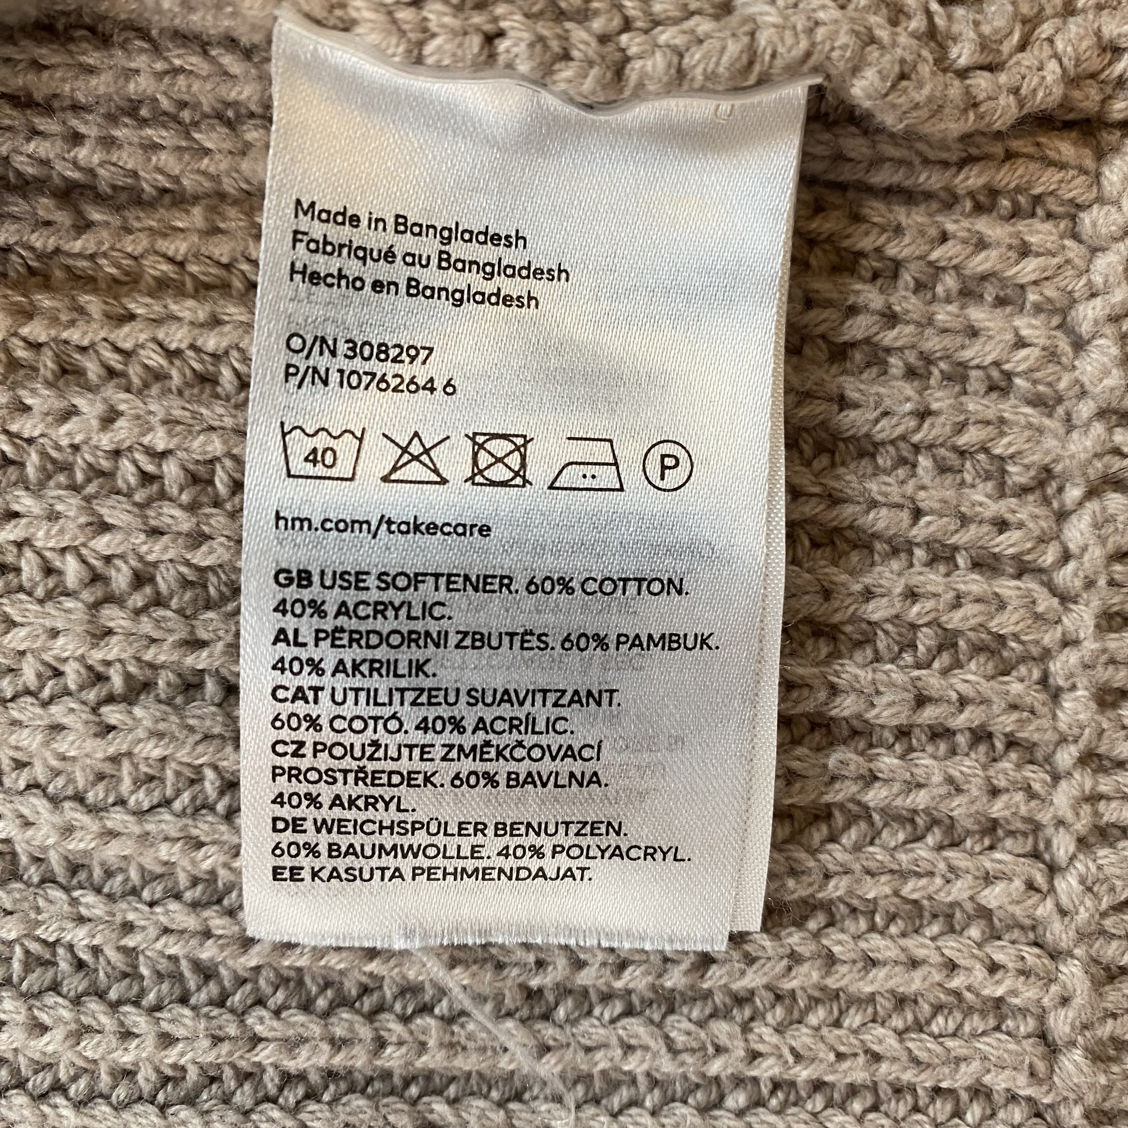 Made in Bangladesh
Fabriqué au Bangladesh
Hecho en Bangladesh
O/N 308297
P/N 1076264 6
40 P
hm.com/takecare
GB USE SOFTENER. 60% COTTON.
40% ACRYLIC.
AL PËRDORNI ZBUTËS. 60% PAMBUK.
40% AKRILIK.
CAT UTILITZEU SUAVITZANT.
60% COTÓ. 40% ACRÍLIC.
CZ POUŽIJTE ZMĚKČOVACÍ
PROSTŘEDEK. 60% BAVLNA.
40% AKRYL.
DE WEICHSPÜLER BENUTZEN.
60% BAUMWOLLE. 40% POLYACRYL.
EE KASUTA PEHMENDAJAT.